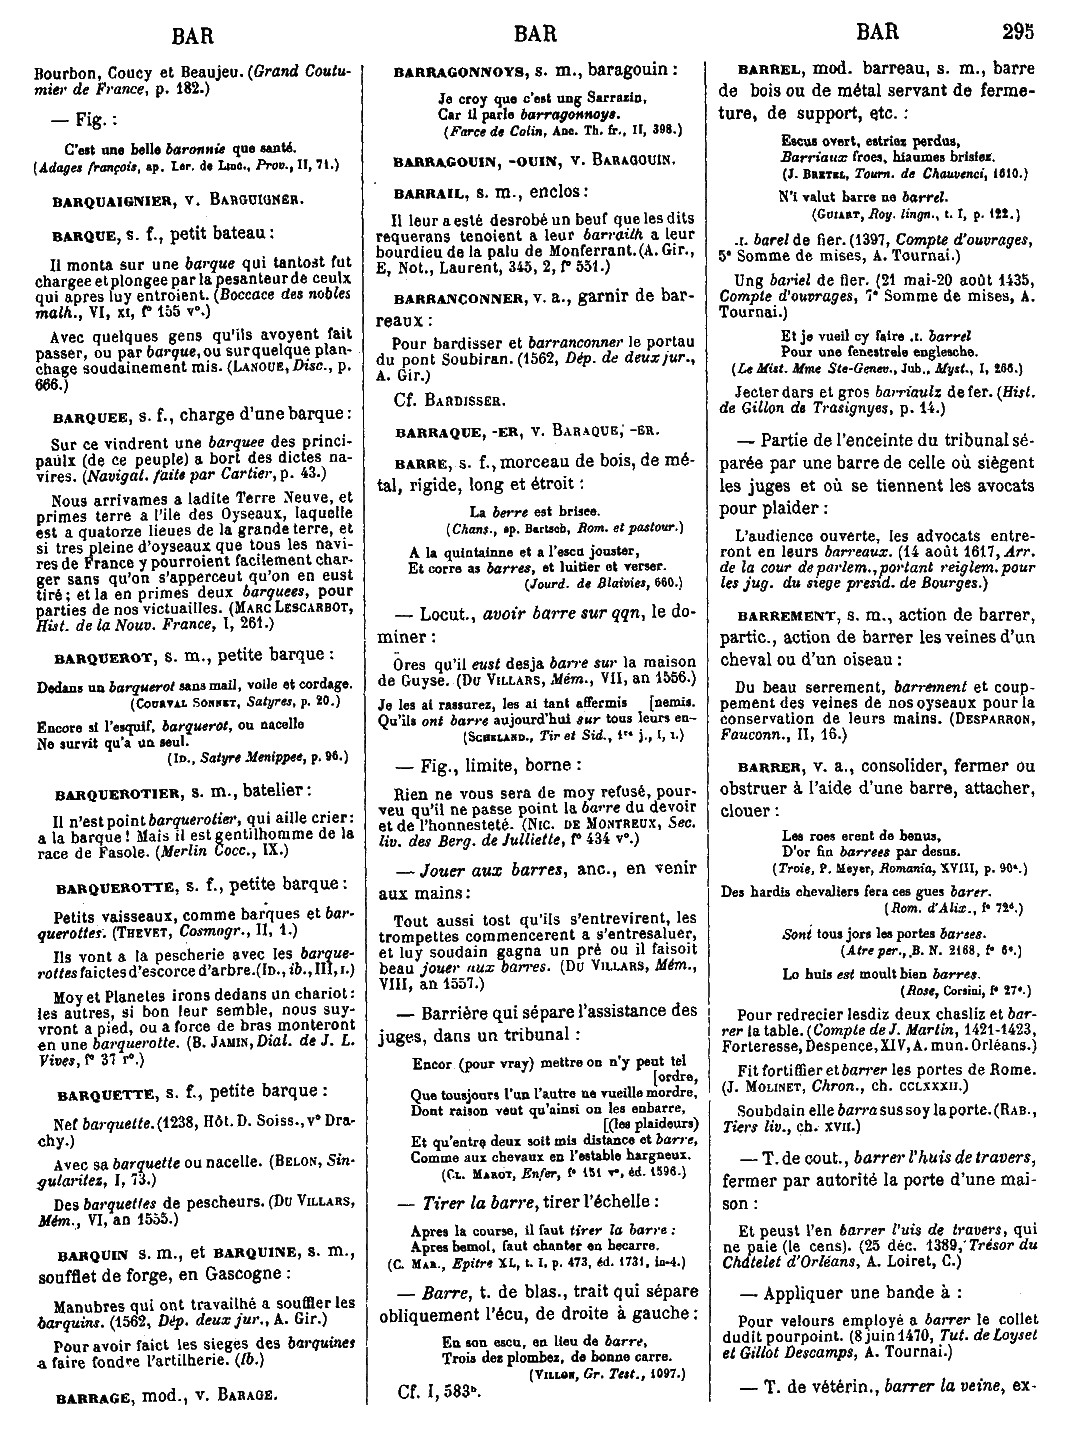 BAR
BAR
BAR 295
Bourbon, Coucy et Beaujeu. (Grand Coutu-
mier de France, p. 182.)
— Fig. :
C'est une belle baronnie que santé.
(Adages françois, ap. Ler. de Linc., Prov., II, 71.)
BARQUAIGNIER, v. BARGUIGNER.
BARQUE, s. f., petit bateau :
Il monta sur une barque qui tantost fut
chargee et plongee par la pesanteur de ceulx
qui apres luy entroient. (Boccace des nobles
malh., VI, XI, f° 155 v°.)
Avec quelques gens qu'ils avoyent fait
passer, ou par barque, ou sur quelque plan-
chage soudainement mis. (LANOUE, Disc., p.
666.)
BARQUEE, s. f., charge d'une barque :
Sur ce vindrent une barquee des princi-
paulx (de ce peuple) a bort des dictes na-
vires. (Navigat. faite par Cartier, p. 43.)
Nous arrivames a ladite Terre Neuve, et
primes terre a l'ile des Oyseaux, laquelle
est a quatorze lieues de la grande terre, et
si tres pleine d'oyseaux que tous les navi-
res de France y pourroient facilement char-
ger sans qu'on s'apperceut qu'on en eust
tiré ; et la en primes deux barquees, pour
parties de nos victuailles. (MARC LESCARBOT,
Hist. de la Nouv. France, I, 261.)
BARQUEROT, s. m., petite barque :
Dedans un barquerot sans mail, voile et cordage.
(COURVAL SONNET, Satyres, p. 20.)
Encore si l'esquif, barquerot, ou nacelle
No survit qu'a un seul.
(ID., Satyre Menippee, p. 96.)
BARQUEROTIER, s. m., batelier :
Il n'est point barquerotier, qui aille crier :
a la barque ! Mais il est gentilhomme de la
race de Fasole. (Merlin Cocc., IX.)
BARQUEROTTE, s. f., petite barque :
Petits vaisseaux, comme barques et bar-
querottes. (THEVET, Cosmogr., II, 1.)
Ils vont a la pescherie avec les barque-
rottes faictes d'escorce d'arbre. (ID., ib., III, I.)
Moy et Planetes irons dedans un chariot :
les autres, si bon leur semble, nous suy-
vront a pied, ou a force de bras monteront
en une barquerotte. (B. JAMIN, Dial. de J. L.
Vives, f° 37 r°.)
BARQUETTE, s. f., petite barque :
Nef barquette. (1238, Hôt. D. Soiss., v° Dra-
chy.)
Avec sa barquette ou nacelle. (BELON, Sin-
gularitez, I, 73.)
Des barquettes de pescheurs. (DU VILLARS,
Mém., VI, an 1555.)
BARQUIN s. m., et BARQUINE, s. m.,
soufflet de forge, en Gascogne :
Manubres qui ont travailhé a souffler les
barquins. (1562, Dép. deux jur., A. Gir.)
Pour avoir faict les sieges des barquines
a faire fondre l'artilherie. (Ib.)
BARRAGE, mod., v. BARAGE.
BARRAGONNOYS, s. m., baragouin :
Je croy que c'est ung Sarrazin,
Car il parle barragonnoys.
(Farce de Colin, Anc. Th. fr., II, 398.)
BARRAGOUIN, -OUIN, v. BARAGOUIN.
BARRAIL, s. m., enclos :
Il leur a esté desrobé un beuf que les dits
requerans tenoient a leur barrailh a leur
bourdieu de la palu de Monferrant. (A. Gir.,
E, Not., Laurent, 345, 2, f° 551.)
BARRANÇONNER, v. a., garnir de bar-
reaux :
Pour bardisser et barranconner le portau
du pont Soubiran. (1562, Dép. de deux jur.,
A. Gir.)
Cf. BARDISSER.
BARRAQUE, -ER, v. BARAQUE, -ER.
BARRE, s. f., morceau de bois, de mé-
tal, rigide, long et étroit :
La berre est brisee.
(Chans., ap. Bartsch, Rom. et pastour.)
A la quintainne et a l'escu jouster,
Et corre as barres, et luitier et verser.
(Jourd. de Blaivies, 660.)
— Locut., avoir barre sur qqn, le do-
miner :
Ores qu'il eust desja barre sur la maison
de Guyse. (DU VILLARS, Mém., VII, an 1556.)
Je les ai rassurez, les ai tant affermis [nemis.
Qu'ils ont barre aujourd'hui sur tous leurs en-
(SCHELAND., Tir et Sid., 1re j., I, I.)
— Fig., limite, borne :
Rien ne vous sera de moy refusé, pour-
veu qu'il ne passe point la barre du devoir
et de l'honnesteté. (NIC. DE MONTREUX, Sec.
liv. des Berg. de Julliette, f° 434 v°.)
— Jouer aux barres, anc., en venir
aux mains :
Tout aussi tost qu'ils s'entrevirent, les
trompettes commencerent a s'entresaluer,
et luy soudain gagna un pré ou il faisoit
beau jouer aux barres. (DU VILLARS, Mém.,
VIII, an 1557.)
— Barrière qui sépare l'assistance des
juges, dans un tribunal :
Encor (pour vray) mettre on n'y peut tel
[ordre,
Que tousjours l'un l'autre ne vueille mordre,
Dont raison veut qu'ainsi on les enbarre,
[(les plaideurs)
Et qu'entre deux soit mis distance et barre,
Comme aux chevaux en l'estable hargneux.
(CL. MAROT, Enfer, f° 151 v°, éd. 1596.)
— Tirer la barre, tirer l'échelle :
Apres la course, il faut tirer la barre :
Apres bemol, faut chanter en becarre.
(C. MAR., Epitre XL, t. I, p. 473, éd. 1731, in-4.)
— Barre, t. de blas., trait qui sépare
obliquement l'écu, de droite à gauche :
En son escu, en lieu de barre,
Trois dez plombez, de bonne carre.
(VILLON, Gr. Test., 1097.)
Cf. I, 583b.
BARREL, mod. barreau, s. m., barre
de bois ou de métal servant de ferme-
ture, de support, etc. :
Escus overt, estriez perdus,
Barriaux froes, hiaumes brisiez.
(J. BRETEL, Tourn. de Chauvenci, 1610.)
N'i valut barre ne barrel.
(GUIART, Roy. lingn., t. I, p. 122.)
.I. barel de fier. (1397, Compte d'ouvrages,
5e Somme de mises, A. Tournai.)
Ung bariel de fier. (21 mai-20 août 1435,
Compte d'ouvrages, 7e Somme de mises, A.
Tournai.)
Et je vueil cy faire .I. barrel
Pour une fenestrele englesche.
(Le Mist. Mme Ste-Genev., Jub., Myst., I, 266.)
Jecter dars et gros barriaulz de fer. (Hist.
de Gillon de Trasignyes, p. 14.)
— Partie de l'enceinte du tribunal sé-
parée par une barre de celle où siègent
les juges et où se tiennent les avocats
pour plaider :
L'audience ouverte, les advocats entre-
ront en leurs barreaux. (14 août 1617, Arr.
de la cour de parlem., portant reiglem. pour
les jug. du siege presid. de Bourges.)
BARREMENT, s. m., action de barrer,
partic., action de barrer les veines d'un
cheval ou d'un oiseau :
Du beau serrement, barrement et coup-
pement des veines de nos oyseaux pour la
conservation de leurs mains. (DESPARRON,
Fauconn., II, 16.)
BARRER, v. a., consolider, fermer ou
obstruer à l'aide d'une barre, attacher,
clouer :
Les roes erent de benus,
D'or fin barrees par desus.
(Troie, P. Meyer, Romania, XVIII, p. 90a.)
Des hardis chevaliers fera ces gues barer.
(Rom. d'Alix., f° 72d.)
Sont tous jors les portes barees.
(Atre per., B. N. 2168, f° 6a.)
Lo huis est moult bien barres.
(Rose, Corsini, f° 27a.)
Pour redrecier lesdiz deux chasliz et bar-
rer la table. (Compte de J. Martin, 1421-1423,
Forteresse, Despence, XIV, A. mun. Orléans.)
Fit fortiffier et barrer les portes de Rome.
(J. MOLINET, Chron., ch. CCLXXXII.)
Soubdain elle barra sus soy la porte. (RAB.,
Tiers liv., ch. XVII.)
— T. de cout., barrer l'huis de travers,
fermer par autorité la porte d'une mai-
son :
Et peust l'en barrer l'uis de travers, qui
ne paie (le cens). (25 déc. 1389, Trésor du
Châtelet d'Orléans, A. Loiret, C.)
— Appliquer une bande à :
Pour velours employé a barrer le collet
dudit pourpoint. (8 juin 1470, Tut. de Loyset
et Gillot Descamps, A. Tournai.)
— T. de vétérin., barrer la veine, ex-